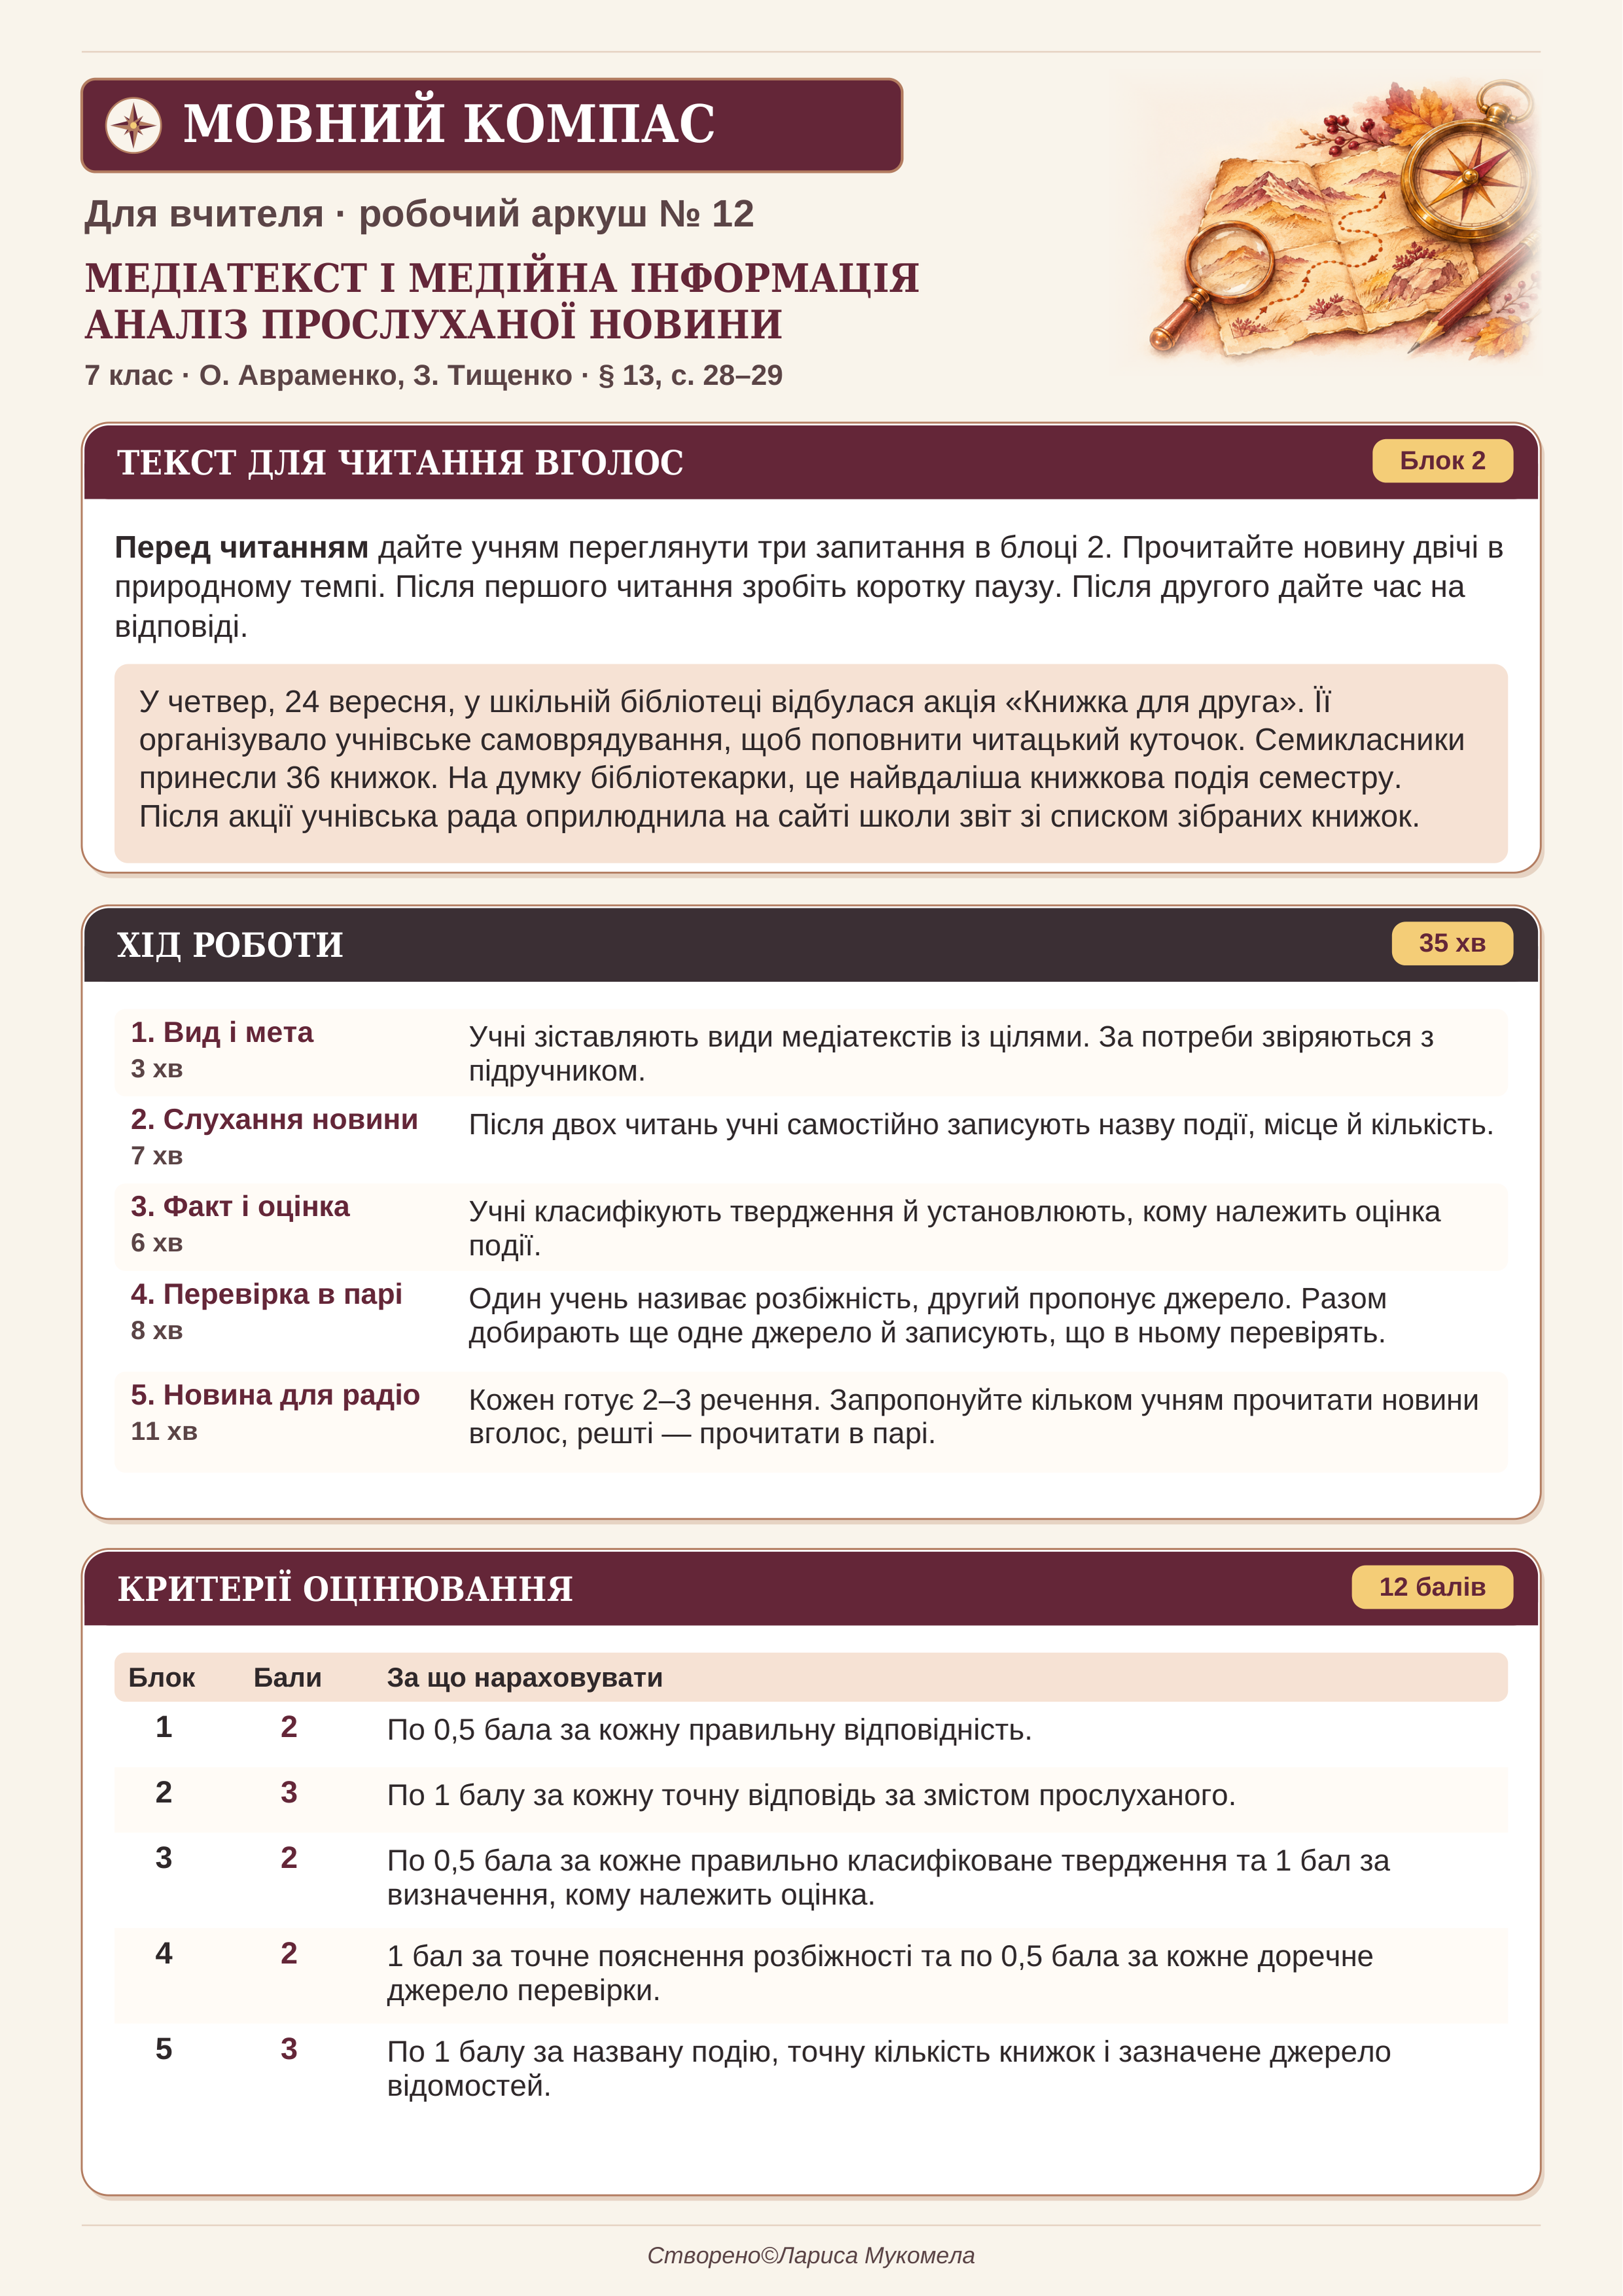 МОВНИЙ КОМПАС
Для вчителя · робочий аркуш № 12
МЕДІАТЕКСТ І МЕДІЙНА ІНФОРМАЦІЯ
АНАЛІЗ ПРОСЛУХАНОЇ НОВИНИ
7 клас · О. Авраменко, З. Тищенко · § 13, с. 28–29
ТЕКСТ ДЛЯ ЧИТАННЯ ВГОЛОС
Блок 2
Перед читанням дайте учням переглянути три запитання в блоці 2. Прочитайте новину двічі в
природному темпі. Після першого читання зробіть коротку паузу. Після другого дайте час на
відповіді.
У четвер, 24 вересня, у шкільній бібліотеці відбулася акція «Книжка для друга». Її
організувало учнівське самоврядування, щоб поповнити читацький куточок. Семикласники
принесли 36 книжок. На думку бібліотекарки, це найвдаліша книжкова подія семестру.
Після акції учнівська рада оприлюднила на сайті школи звіт зі списком зібраних книжок.
ХІД РОБОТИ
35 хв
1. Вид і мета
3 хв
Учні зіставляють види медіатекстів із цілями. За потреби звіряються з
підручником.
2. Слухання новини
7 хв
Після двох читань учні самостійно записують назву події, місце й кількість.
3. Факт і оцінка
6 хв
Учні класифікують твердження й установлюють, кому належить оцінка
події.
4. Перевірка в парі
8 хв
Один учень називає розбіжність, другий пропонує джерело. Разом
добирають ще одне джерело й записують, що в ньому перевірять.
5. Новина для радіо
11 хв
Кожен готує 2–3 речення. Запропонуйте кільком учням прочитати новини
вголос, решті — прочитати в парі.
КРИТЕРІЇ ОЦІНЮВАННЯ
12 балів
Блок Бали За що нараховувати
1 2 По 0,5 бала за кожну правильну відповідність.
2 3 По 1 балу за кожну точну відповідь за змістом прослуханого.
3 2 По 0,5 бала за кожне правильно класифіковане твердження та 1 бал за
визначення, кому належить оцінка.
4 2 1 бал за точне пояснення розбіжності та по 0,5 бала за кожне доречне
джерело перевірки.
5 3 По 1 балу за названу подію, точну кількість книжок і зазначене джерело
відомостей.
Створено©Лариса Мукомела